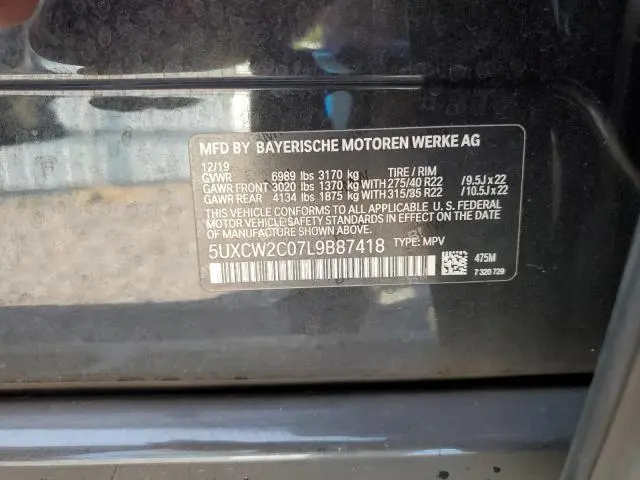 MFD BY BAYERISCHE MOTOREN WERKE AG
12/19
GVWR 6989 lbs 3170 kg TIRE / RIM
GAWR FRONT 3020 lbs 1370 kg WITH 275/40 R22 /9.5J x 22
GAWR REAR 4134 lbs 1875 kg WITH 315/35 R22 /10.5J x 22
THIS VEHICLE CONFORMS TO ALL APPLICABLE U. S. FEDERAL
MOTOR VEHICLE SAFETY STANDARDS IN EFFECT ON THE DATE
OF MANUFACTURE SHOWN ABOVE.
5UXCW2C07L9B87418 TYPE: MPV
475M
7 320 729